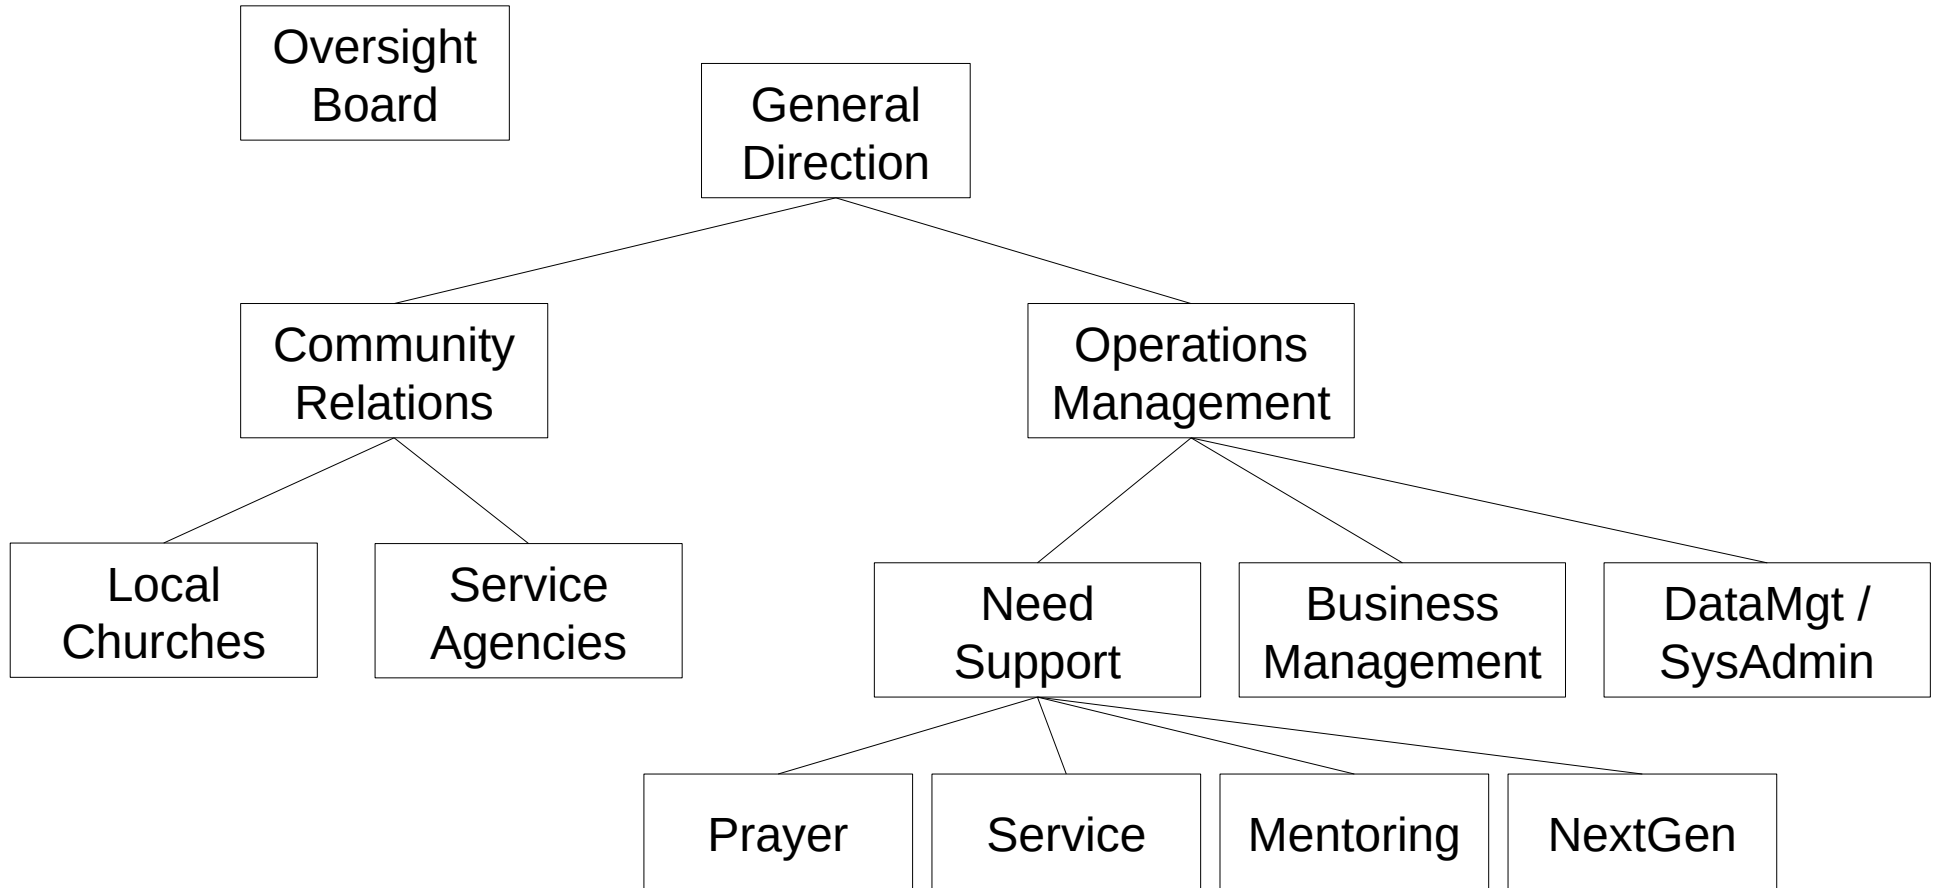 Oversight
Board
General
Direction
Community
Relations
Operations
Management
Local
Churches
Service
Agencies
Need
Support
Business
Management
DataMgt /
SysAdmin
Prayer
Service
Mentoring
NextGen